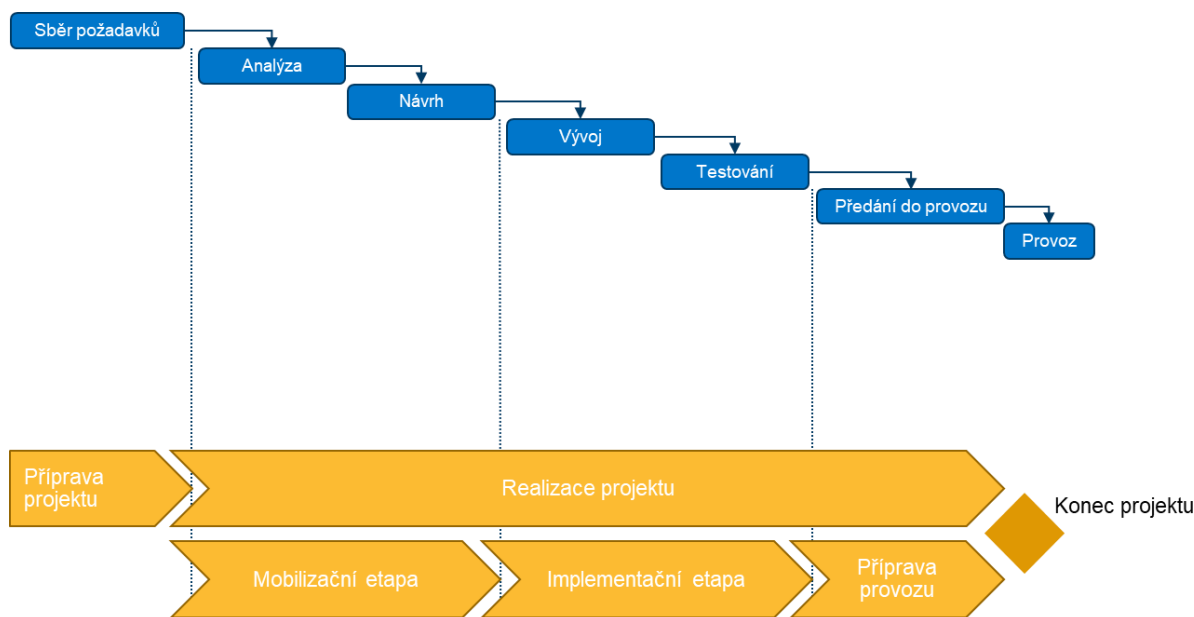 Sběr požadavků
Analýza
Návrh
Vývoj
Testování
Předání do provozu
Provoz
Příprava
projektu
Realizace projektu
Konec projektu
Mobilizační etapa
Implementační etapa
Příprava
provozu